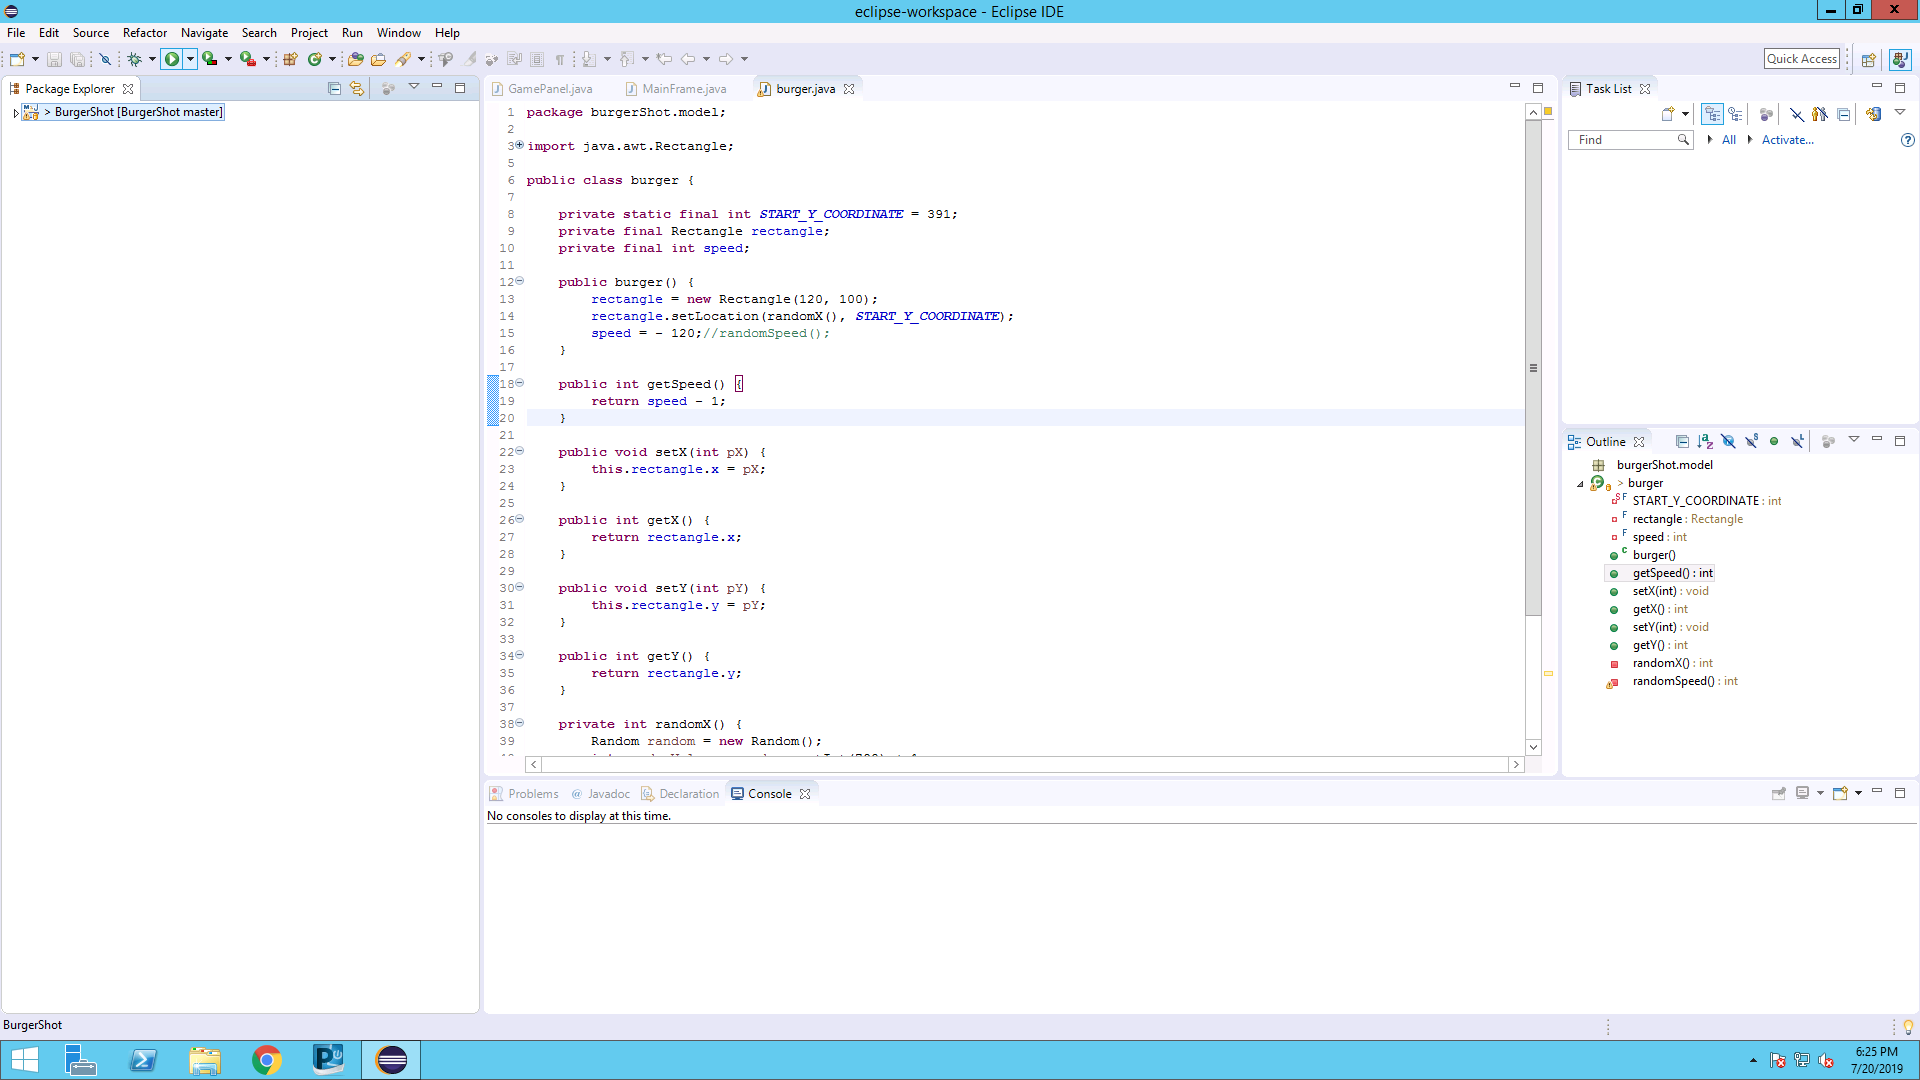 eclipse-workspace - Eclipse IDE
File Edit Source Refactor Navigate Search Project Run Window Help
Quick Access
Package Explorer
> BurgerShot [BurgerShot master]
GamePanel.java MainFrame.java burger.java
1 package burgerShot.model;
2
3 import java.awt.Rectangle;
5
6 public class burger {
7
8 private static final int START_Y_COORDINATE = 391;
9 private final Rectangle rectangle;
10 private final int speed;
11
12 public burger() {
13 rectangle = new Rectangle(120, 100);
14 rectangle.setLocation(randomX(), START_Y_COORDINATE);
15 speed = - 120;//randomSpeed();
16 }
17
18 public int getSpeed() {
19 return speed - 1;
20 }
21
22 public void setX(int pX) {
23 this.rectangle.x = pX;
24 }
25
26 public int getX() {
27 return rectangle.x;
28 }
29
30 public void setY(int pY) {
31 this.rectangle.y = pY;
32 }
33
34 public int getY() {
35 return rectangle.y;
36 }
37
38 private int randomX() {
39 Random random = new Random();
Task List
Find All Activate...
Outline
burgerShot.model
> burger
START_Y_COORDINATE : int
rectangle : Rectangle
speed : int
burger()
getSpeed() : int
setX(int) : void
getX() : int
setY(int) : void
getY() : int
randomX() : int
randomSpeed() : int
Problems @ Javadoc Declaration Console
No consoles to display at this time.
BurgerShot
6:25 PM
7/20/2019